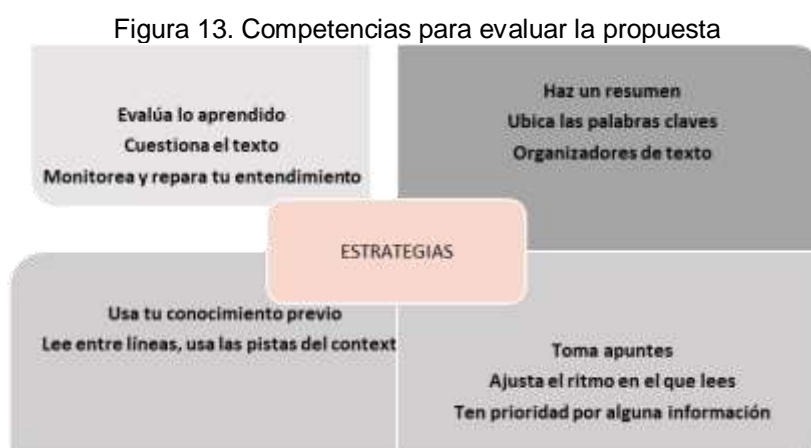 Figura 13. Competencias para evaluar la propuesta
Evalúa lo aprendido
Cuestiona el texto
Monitorea y repara tu entendimiento
Haz un resumen
Ubica las palabras claves
Organizadores de texto
ESTRATEGIAS
Usa tu conocimiento previo
Lee entre líneas, usa las pistas del context
Toma apuntes
Ajusta el ritmo en el que lees
Ten prioridad por alguna información